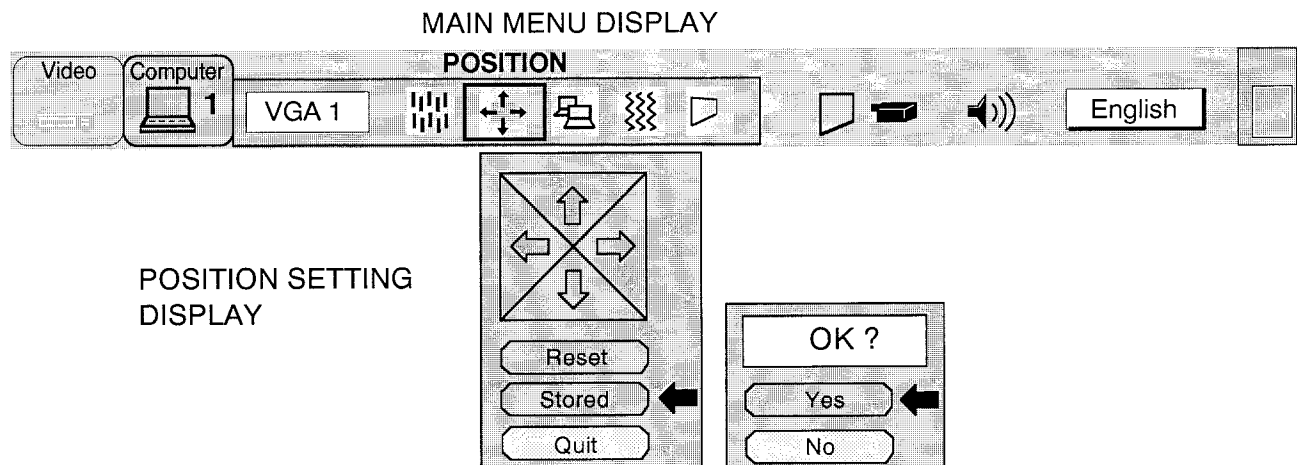 MAIN MENU DISPLAY
POSITION
Video
Computer
1
VGA 1
English
POSITION SETTING
DISPLAY
Reset
Stored
Quit
OK ?
Yes
No